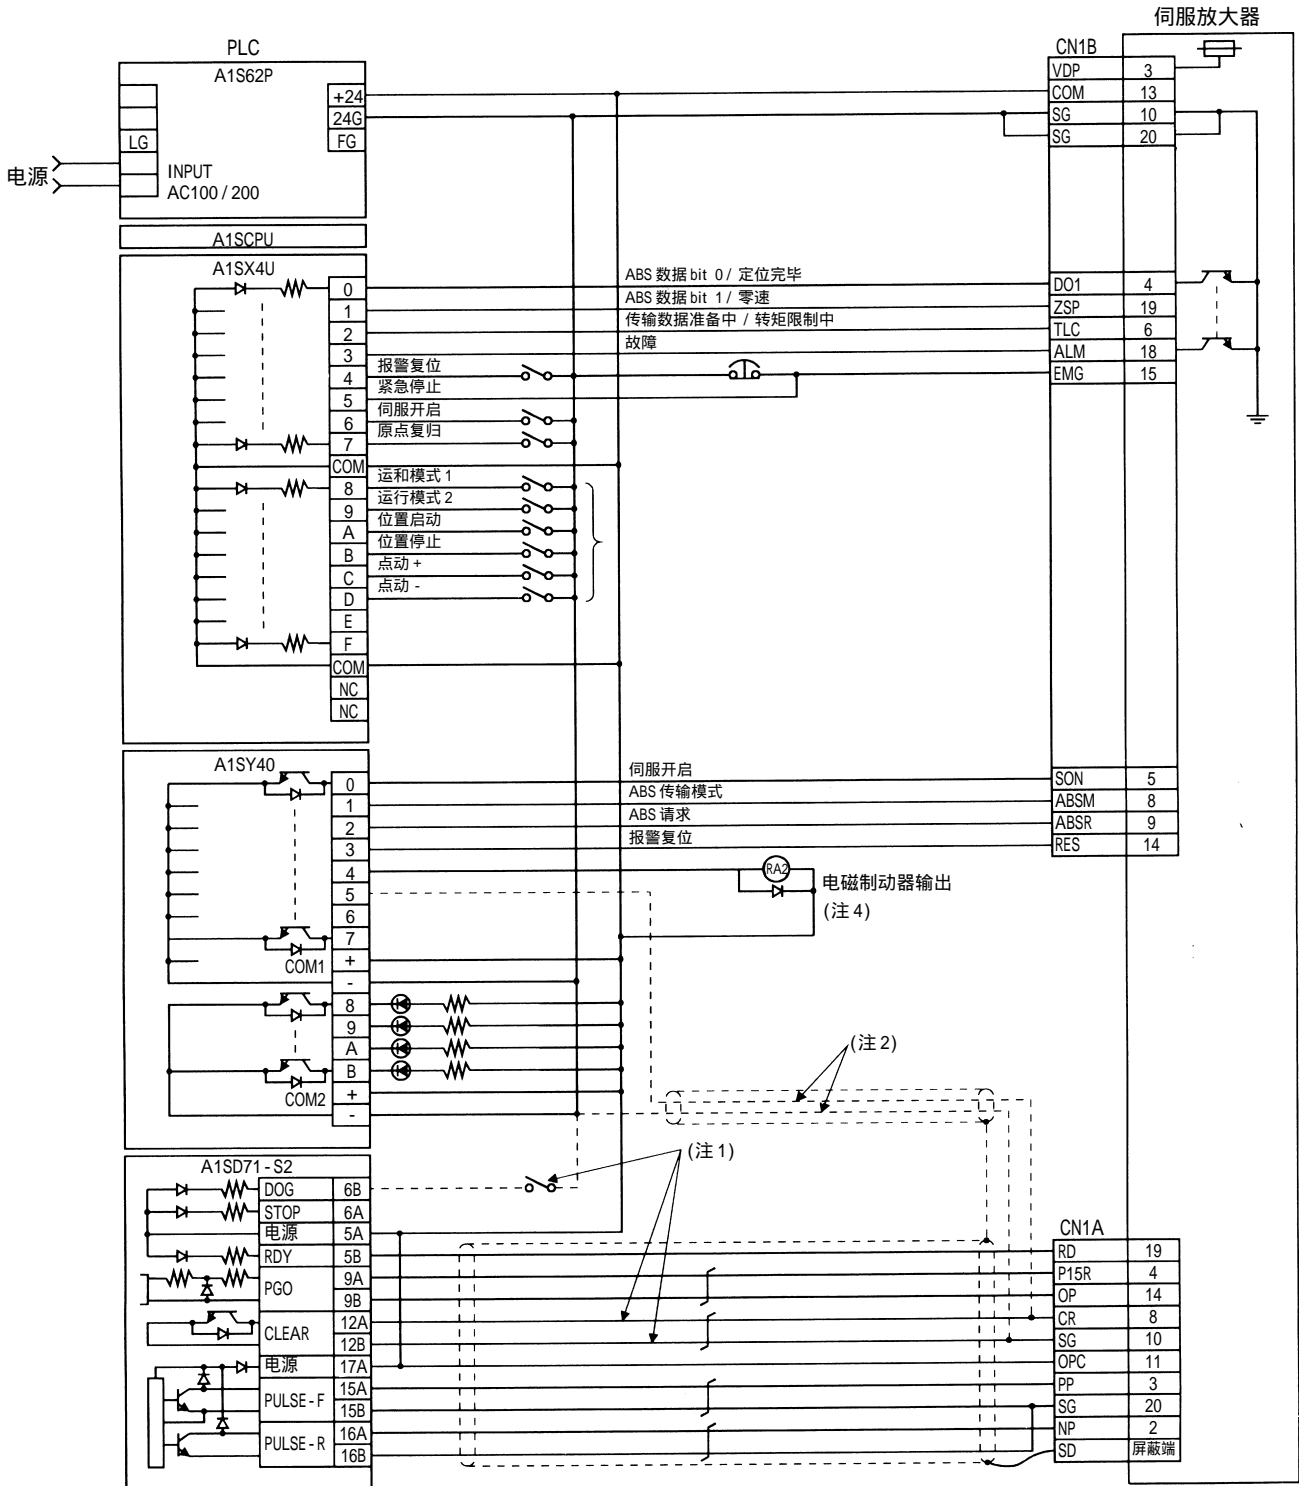 伺服放大器
PLC
CN1B
A1S62P
VDP 3
+24
COM 13
24G
SG 10
LG
FG
SG 20
电源
INPUT
AC100 / 200
A1SCPU
A1SX4U
ABS 数据 bit 0 / 定位完毕
0
DO1 4
ABS 数据 bit 1 / 零速
1
ZSP 19
传输数据准备中 / 转矩限制中
2
TLC 6
故障
3
ALM 18
报警复位
4
EMG 15
紧急停止
5
伺服开启
6
原点复归
7
COM
运和模式 1
8
运行模式 2
9
位置启动
A
位置停止
B
点动 +
C
点动 -
D
E
F
COM
NC
NC
A1SY40
伺服开启
0
SON 5
ABS 传输模式
1
ABSM 8
ABS 请求
2
ABSR 9
报警复位
3
RES 14
4
RA2
电磁制动器输出
5
(注 4)
6
7
COM1
+
-
8
9
A
(注 2)
B
COM2
+
-
(注 1)
A1SD71 - S2
DOG 6B
STOP 6A
电源 5A
CN1A
RDY 5B
RD 19
PGO
9A
P15R 4
9B
OP 14
CLEAR
12A
CR 8
12B
SG 10
电源 17A
OPC 11
PULSE - F
15A
PP 3
15B
SG 20
PULSE - R
16A
NP 2
16B
SD 屏蔽端